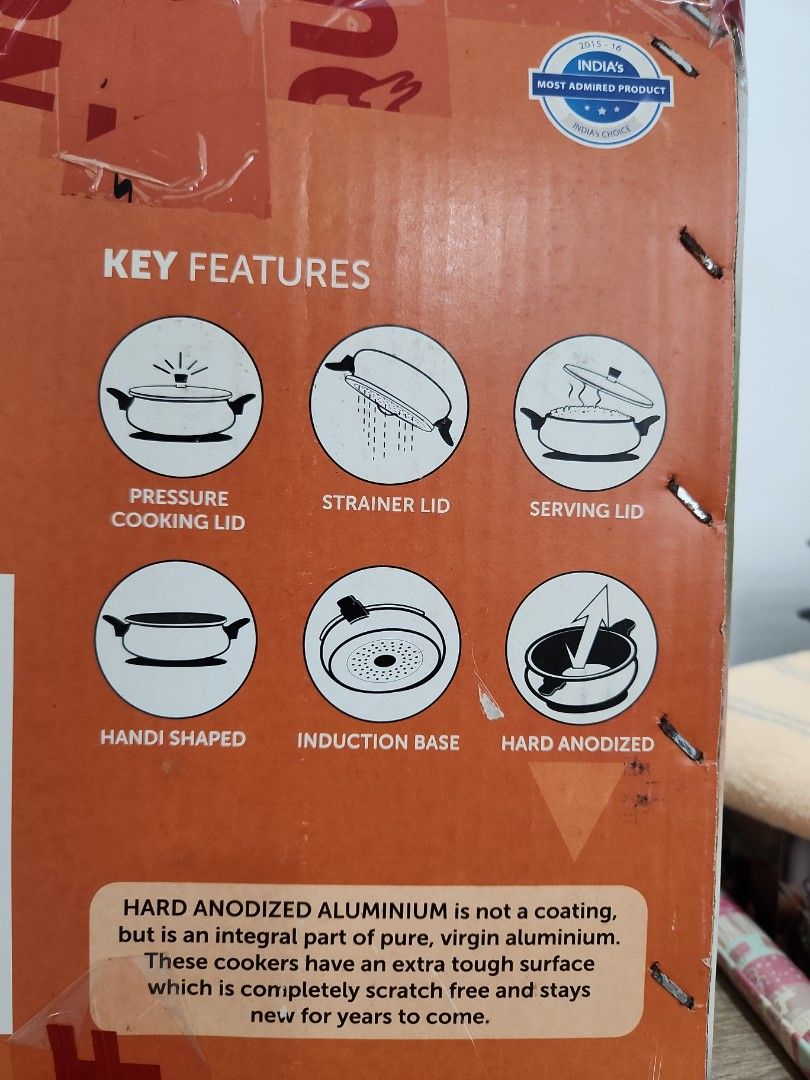 2015 - 16
INDIA's
MOST ADMIRED PRODUCT
INDIA's CHOICE
KEY FEATURES
PRESSURE
COOKING LID
STRAINER LID
SERVING LID
HANDI SHAPED
INDUCTION BASE
HARD ANODIZED
HARD ANODIZED ALUMINIUM is not a coating,
but is an integral part of pure, virgin aluminium.
These cookers have an extra tough surface
which is completely scratch free and stays
new for years to come.